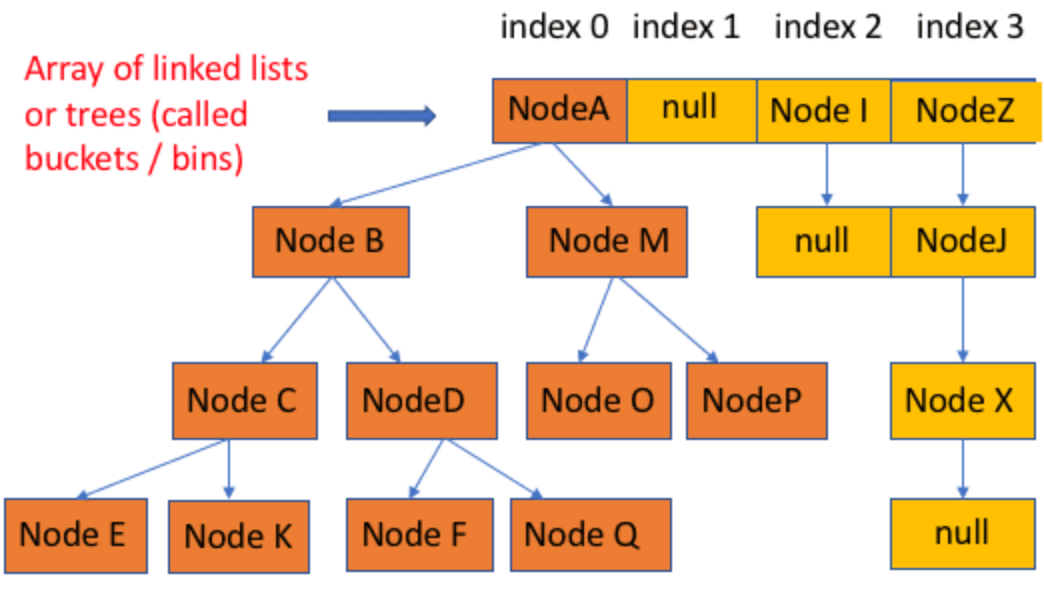 index 0 index 1 index 2 index 3
Array of linked lists
or trees (called
buckets / bins)
NodeA null Node I NodeZ
Node B Node M null NodeJ
Node C NodeD Node O NodeP Node X
Node E Node K Node F Node Q null